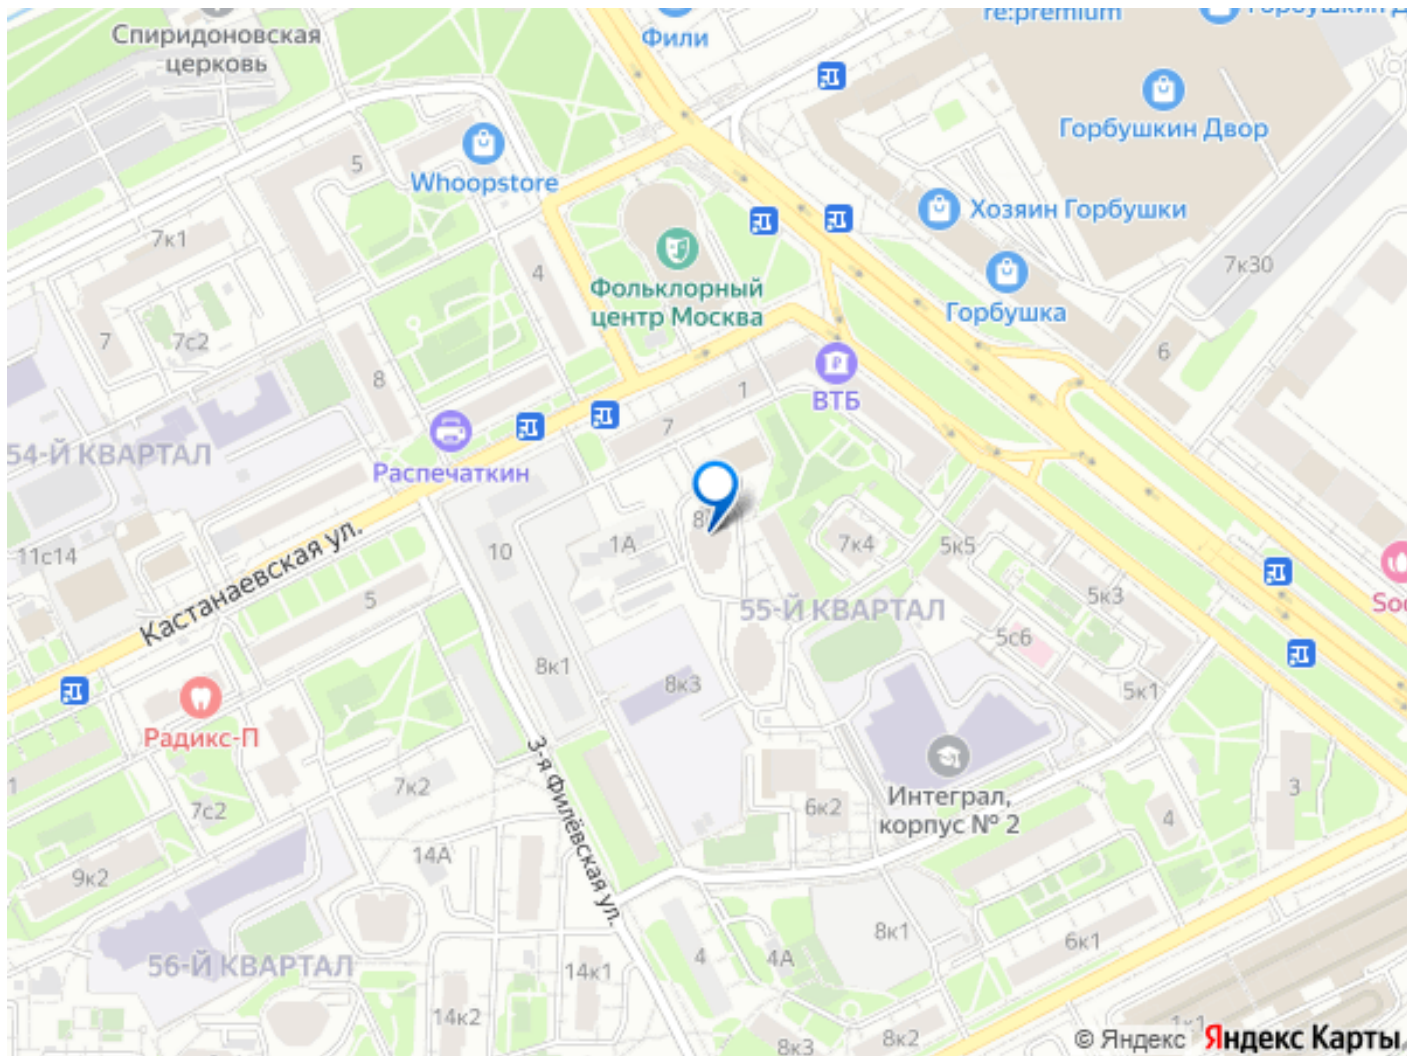 re:premium
Горбушкин Д
Спиридоновская
церковь
Фили
Горбушкин Двор
5
Whoopstore
Хозяин Горбушки
7к1
4
Фольклорный
центр Москва
7к30
Горбушка
7
7с2
6
8
1
ВТБ
7
54-Й КВАРТАЛ
Распечаткин
8
11с14
10
1А
7к4
5к5
Кастанаевская ул.
5
55-Й КВАРТАЛ
5к3
Soc
5с6
8к1
8к3
5к1
Радикс-П
3-я Филёвская ул.
7к2
Интеграл,
корпус № 2
3
1
7с2
6к2
4
14А
9к2
8к1
6к1
56-Й КВАРТАЛ
14к1
4
4А
14к2
8к2
8к3
1к1
© Яндекс Яндекс Карты